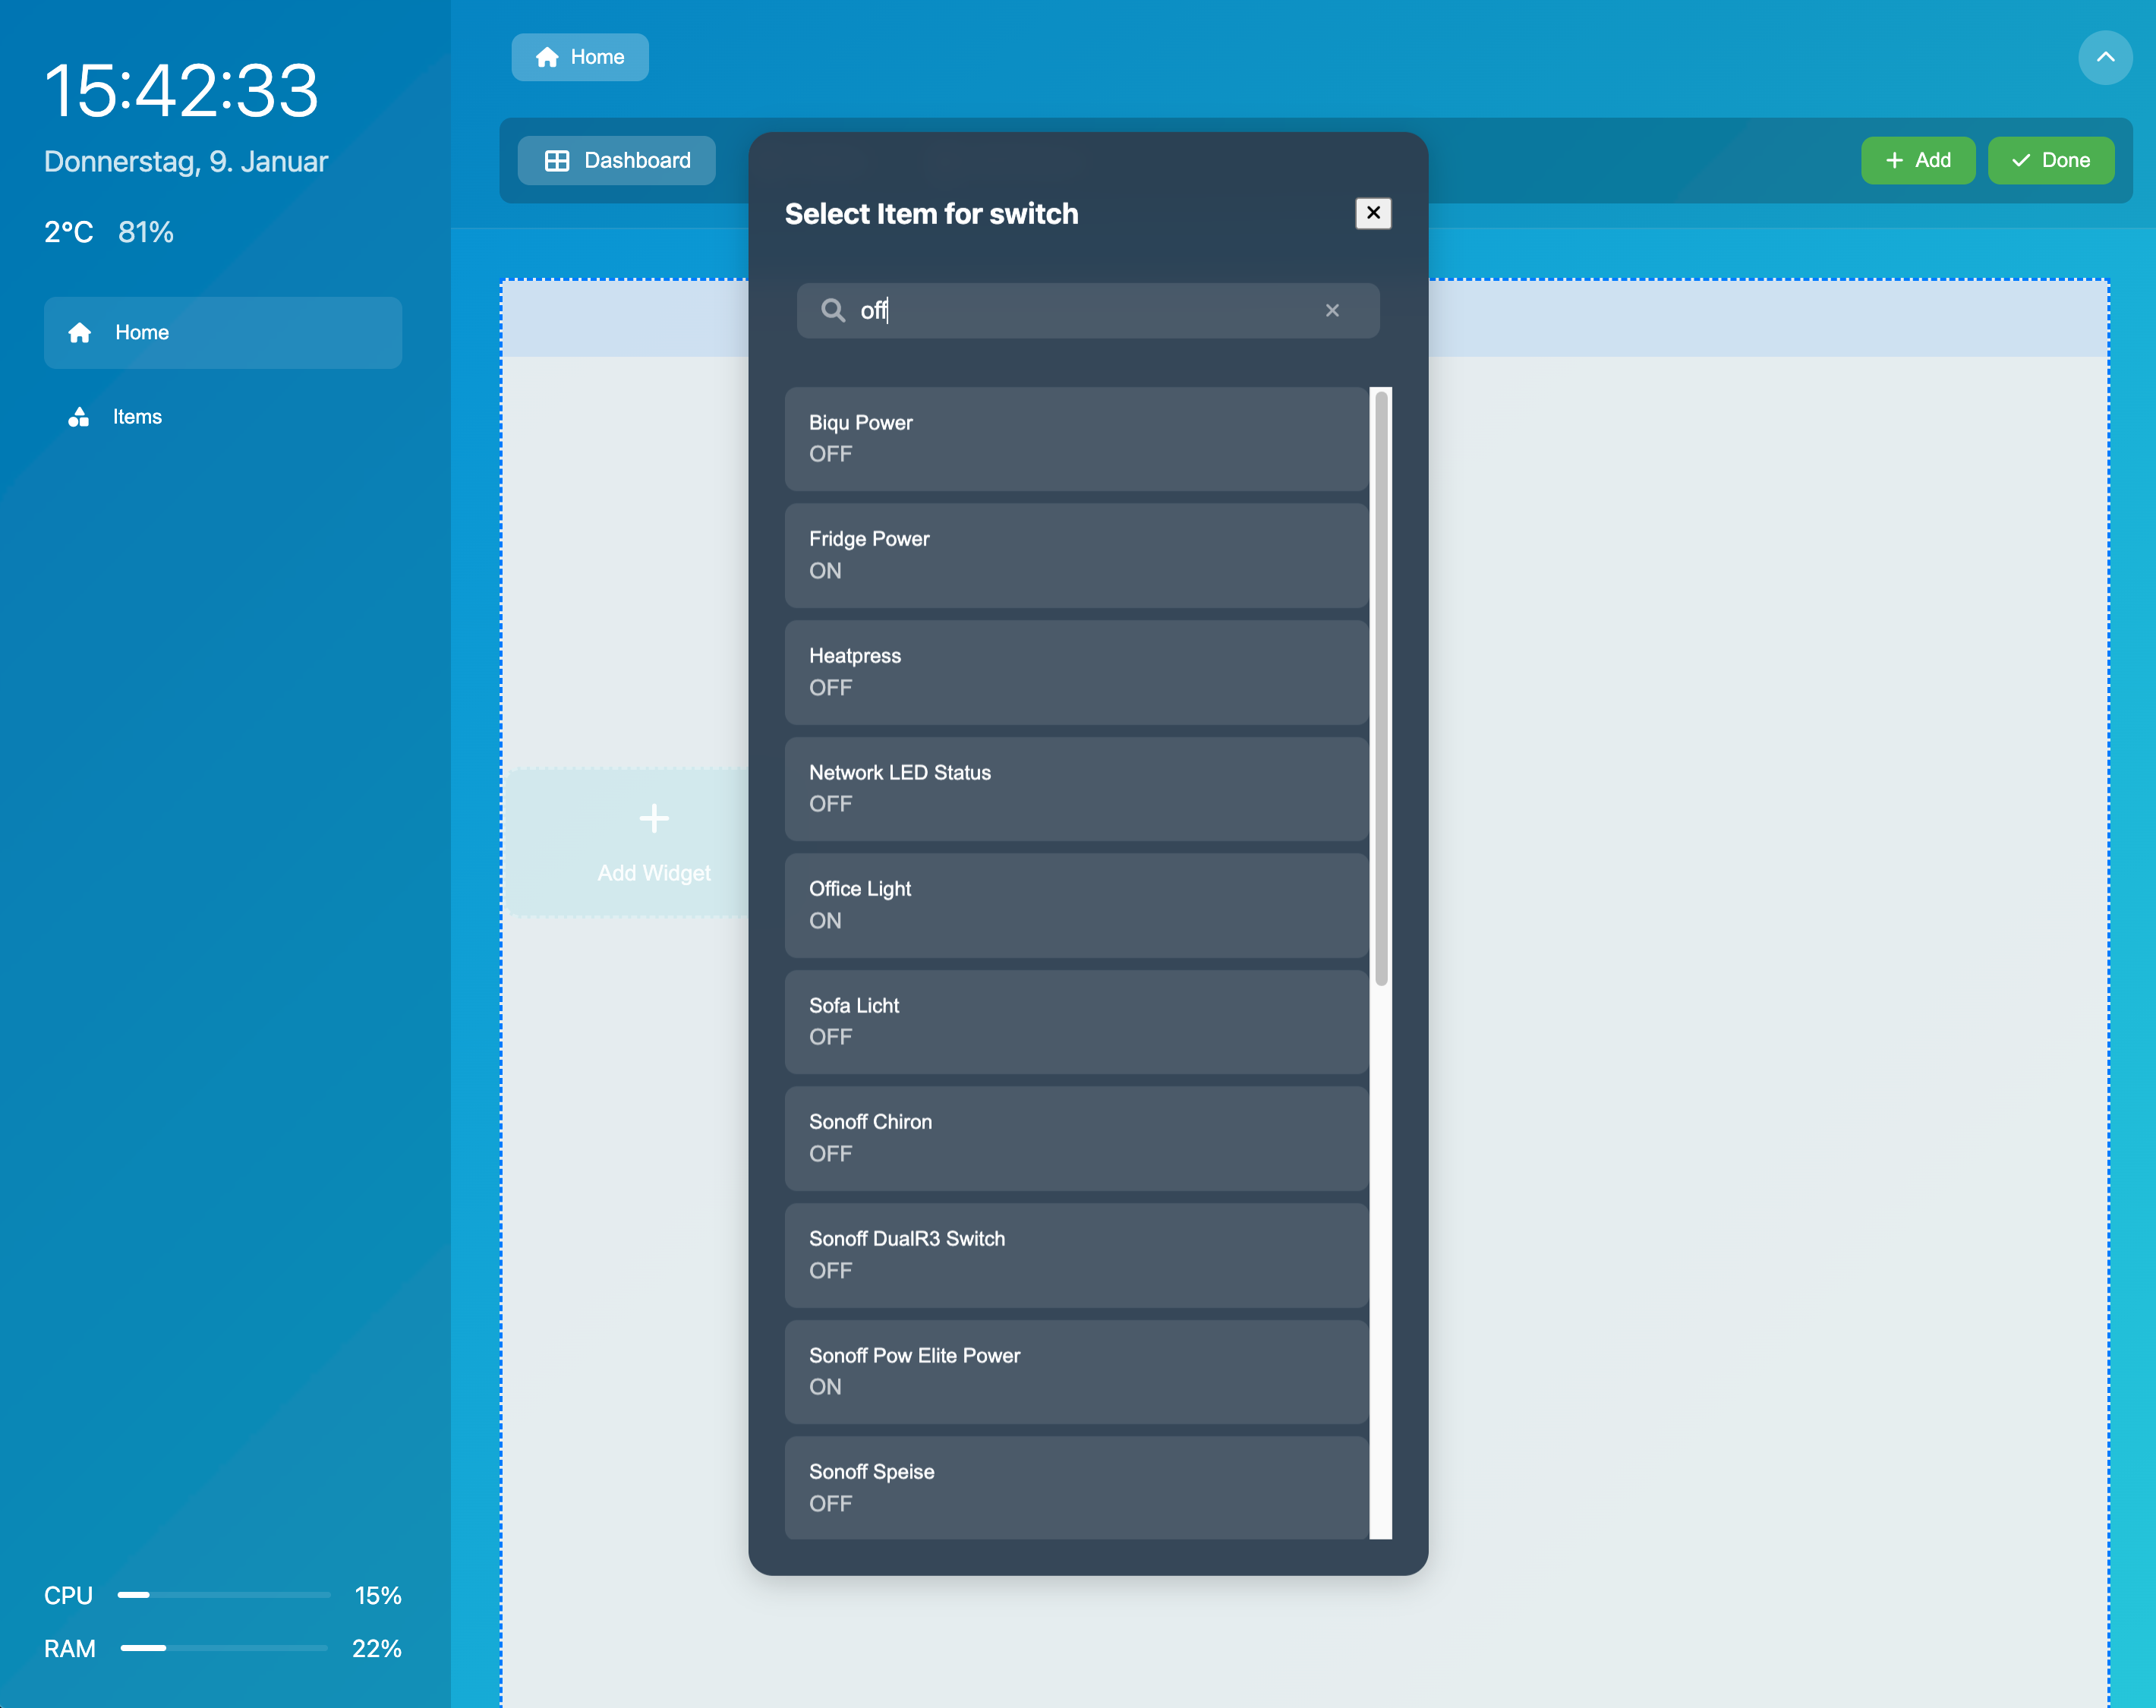 15:42:33
Donnerstag, 9. Januar
2°C 81%
Home
Items
CPU 15%
RAM 22%
Home
Dashboard
Add
Done
Add Widget
Select Item for switch
off
Biqu Power
OFF
Fridge Power
ON
Heatpress
OFF
Network LED Status
OFF
Office Light
ON
Sofa Licht
OFF
Sonoff Chiron
OFF
Sonoff DualR3 Switch
OFF
Sonoff Pow Elite Power
ON
Sonoff Speise
OFF